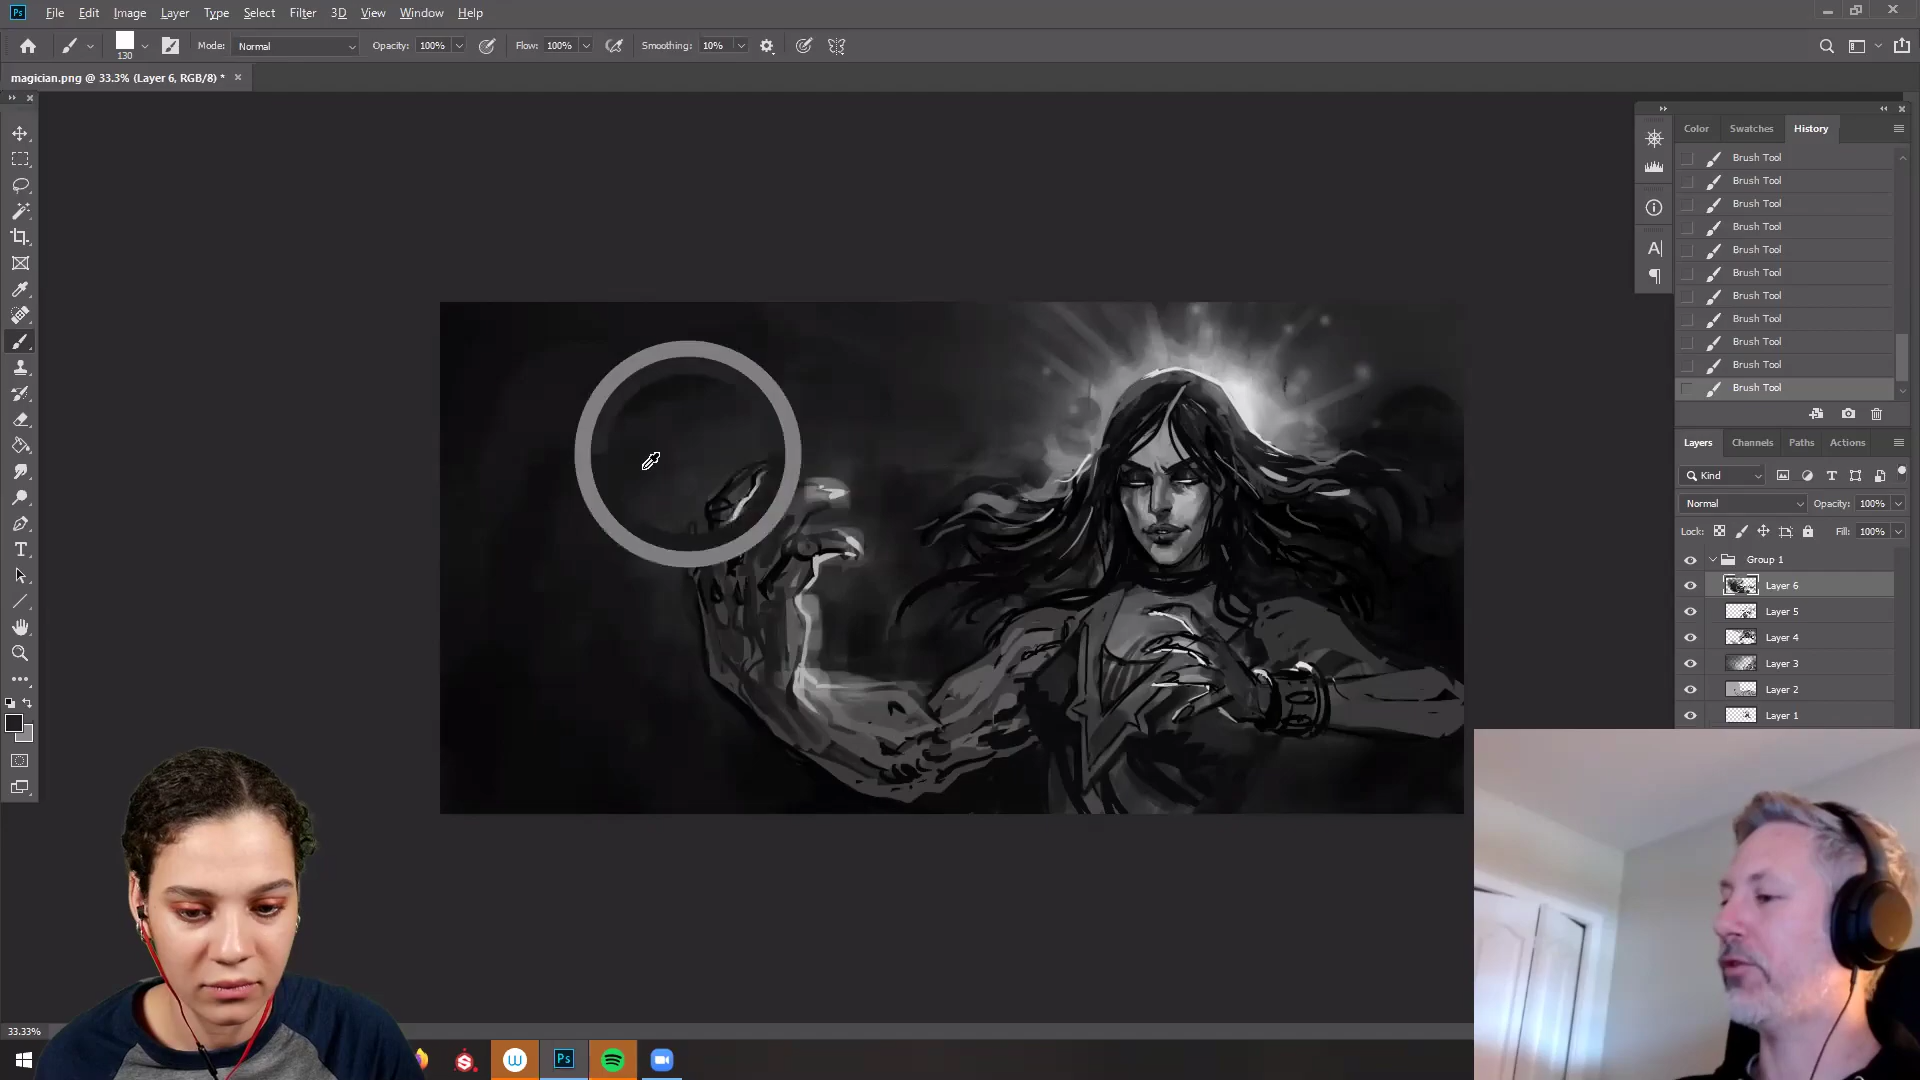 Ps File Edit Image Layer Type Select Filter 3D View Window Help
130 Mode: Normal Opacity: 100% Flow: 100% Smoothing: 10%
magician.png @ 33.3% (Layer 6, RGB/8) *
Color Swatches History
Brush Tool
Brush Tool
Brush Tool
Brush Tool
Brush Tool
Brush Tool
Brush Tool
Brush Tool
Brush Tool
Brush Tool
Brush Tool
Layers Channels Paths Actions
Kind
Normal Opacity: 100%
Lock: Fill: 100%
Group 1
Layer 6
Layer 5
Layer 4
Layer 3
Layer 2
Layer 1
33.33%
Ps